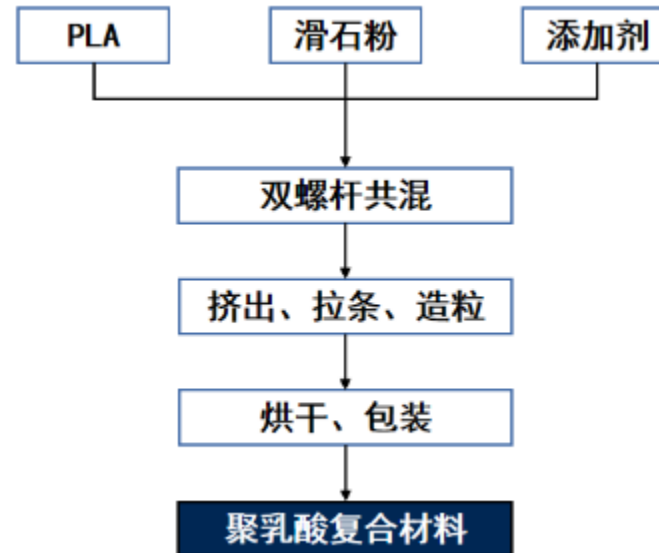 PLA
滑石粉
添加剂
双螺杆共混
挤出、拉条、造粒
烘干、包装
聚乳酸复合材料